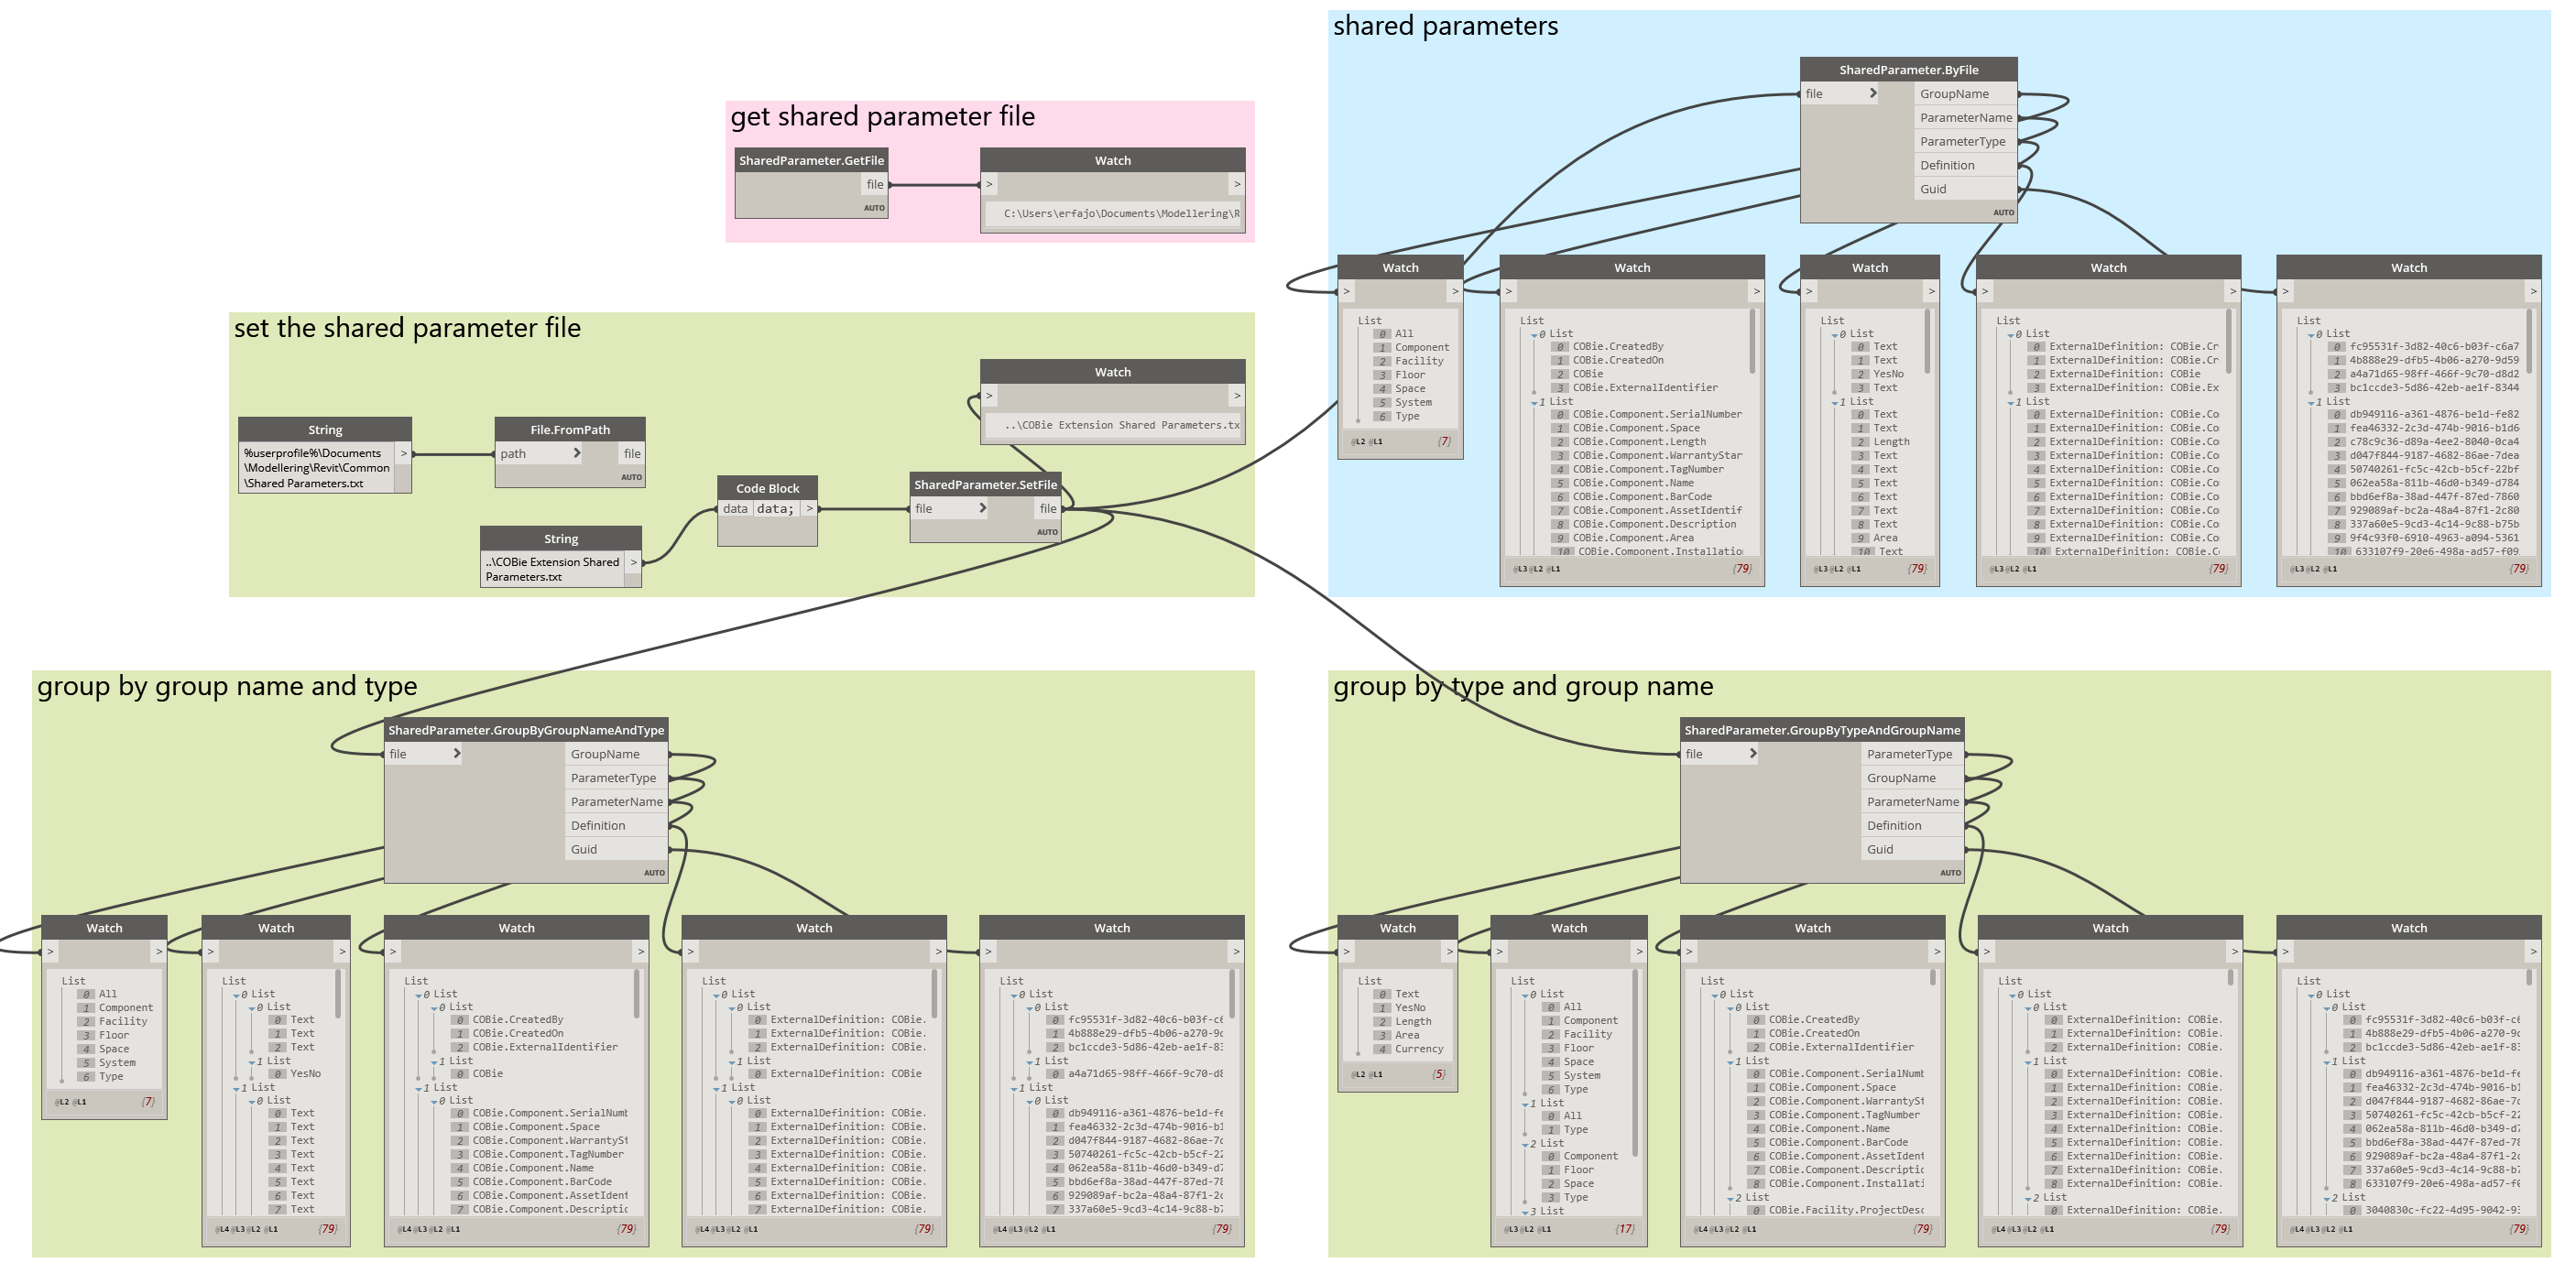 get shared parameter file
SharedParameter.GetFile
file
AUTO
Watch
> >
C:\Users\erfajo\Documents\Modellering\R
set the shared parameter file
String
%userprofile%\Documents
\Modellering\Revit\Common
\Shared Parameters.txt
>
File.FromPath
path > file
AUTO
String
..\COBie Extension Shared
Parameters.txt
>
Code Block
data data; >
SharedParameter.SetFile
file > file
AUTO
Watch
> >
..\COBie Extension Shared Parameters.tx
shared parameters
SharedParameter.ByFile
file > GroupName
ParameterName
ParameterType
Definition
Guid
AUTO
Watch
> >
List
0 All
1 Component
2 Facility
3 Floor
4 Space
5 System
6 Type
@L2 @L1 {7}
Watch
> >
List
0 List
0 COBie.CreatedBy
1 COBie.CreatedOn
2 COBie
3 COBie.ExternalIdentifier
1 List
0 COBie.Component.SerialNumber
1 COBie.Component.Space
2 COBie.Component.Length
3 COBie.Component.WarrantyStar
4 COBie.Component.TagNumber
5 COBie.Component.Name
6 COBie.Component.BarCode
7 COBie.Component.AssetIdentif
8 COBie.Component.Description
9 COBie.Component.Area
10 COBie.Component.Installatio
@L3 @L2 @L1 {79}
Watch
> >
List
0 List
0 Text
1 Text
2 YesNo
3 Text
1 List
0 Text
1 Text
2 Length
3 Text
4 Text
5 Text
6 Text
7 Text
8 Text
9 Area
10 Text
@L3 @L2 @L1 {79}
Watch
> >
List
0 List
0 ExternalDefinition: COBie.Cr
1 ExternalDefinition: COBie.Cr
2 ExternalDefinition: COBie
3 ExternalDefinition: COBie.Ex
1 List
0 ExternalDefinition: COBie.Co
1 ExternalDefinition: COBie.Co
2 ExternalDefinition: COBie.Co
3 ExternalDefinition: COBie.Co
4 ExternalDefinition: COBie.Co
5 ExternalDefinition: COBie.Co
6 ExternalDefinition: COBie.Co
7 ExternalDefinition: COBie.Co
8 ExternalDefinition: COBie.Co
9 ExternalDefinition: COBie.Co
10 ExternalDefinition: COBie.C
@L3 @L2 @L1 {79}
Watch
> >
List
0 List
0 fc95531f-3d82-40c6-b03f-c6a7
1 4b888e29-dfb5-4b06-a270-9d59
2 a4a71d65-98ff-466f-9c70-d8d2
3 bc1ccde3-5d86-42eb-ae1f-8344
1 List
0 db949116-a361-4876-be1d-fe82
1 fea46332-2c3d-474b-9016-b1d6
2 c78c9c36-d89a-4ee2-8040-0ca4
3 d047f844-9187-4682-86ae-7dea
4 50740261-fc5c-42cb-b5cf-22bf
5 062ea58a-811b-46d0-b349-d784
6 bbd6ef8a-38ad-447f-87ed-7860
7 929089af-bc2a-48a4-87f1-2c80
8 337a60e5-9cd3-4c14-9c88-b75b
9 9f4c93f0-6910-4963-a094-5361
10 633107f9-20e6-498a-ad57-f09
@L3 @L2 @L1 {79}
group by group name and type
SharedParameter.GroupByGroupNameAndType
file > GroupName
ParameterType
ParameterName
Definition
Guid
AUTO
Watch
> >
List
0 All
1 Component
2 Facility
3 Floor
4 Space
5 System
6 Type
@L2 @L1 {7}
Watch
> >
List
0 List
0 List
0 Text
1 Text
2 Text
1 List
0 YesNo
1 List
0 List
0 Text
1 Text
2 Text
3 Text
4 Text
5 Text
6 Text
7 Text
@L4 @L3 @L2 @L1 {79}
Watch
> >
List
0 List
0 List
0 COBie.CreatedBy
1 COBie.CreatedOn
2 COBie.ExternalIdentifier
1 List
0 COBie
1 List
0 List
0 COBie.Component.SerialNumb
1 COBie.Component.Space
2 COBie.Component.WarrantySt
3 COBie.Component.TagNumber
4 COBie.Component.Name
5 COBie.Component.BarCode
6 COBie.Component.AssetIdent
7 COBie.Component.Descriptic
@L4 @L3 @L2 @L1 {79}
Watch
> >
List
0 List
0 List
0 ExternalDefinition: COBie.
1 ExternalDefinition: COBie.
2 ExternalDefinition: COBie.
1 List
0 ExternalDefinition: COBie
1 List
0 List
0 ExternalDefinition: COBie.
1 ExternalDefinition: COBie.
2 ExternalDefinition: COBie.
3 ExternalDefinition: COBie.
4 ExternalDefinition: COBie.
5 ExternalDefinition: COBie.
6 ExternalDefinition: COBie.
7 ExternalDefinition: COBie.
@L4 @L3 @L2 @L1 {79}
Watch
> >
List
0 List
0 List
0 fc95531f-3d82-40c6-b03f-c6
1 4b888e29-dfb5-4b06-a270-9d
2 bc1ccde3-5d86-42eb-ae1f-83
1 List
0 a4a71d65-98ff-466f-9c70-d8
1 List
0 List
0 db949116-a361-4876-be1d-fe
1 fea46332-2c3d-474b-9016-b1
2 d047f844-9187-4682-86ae-7d
3 50740261-fc5c-42cb-b5cf-22
4 062ea58a-811b-46d0-b349-d7
5 bbd6ef8a-38ad-447f-87ed-78
6 929089af-bc2a-48a4-87f1-2c
7 337a60e5-9cd3-4c14-9c88-b7
@L4 @L3 @L2 @L1 {79}
group by type and group name
SharedParameter.GroupByTypeAndGroupName
file > ParameterType
GroupName
ParameterName
Definition
Guid
AUTO
Watch
> >
List
0 Text
1 YesNo
2 Length
3 Area
4 Currency
@L2 @L1 {5}
Watch
> >
List
0 List
0 All
1 Component
2 Facility
3 Floor
4 Space
5 System
6 Type
1 List
0 All
1 Type
2 List
0 Component
1 Floor
2 Space
3 Type
3 List
@L3 @L2 @L1 {17}
Watch
> >
List
0 List
0 List
0 COBie.CreatedBy
1 COBie.CreatedOn
2 COBie.ExternalIdentifier
1 List
0 COBie.Component.SerialNumb
1 COBie.Component.Space
2 COBie.Component.WarrantySt
3 COBie.Component.TagNumber
4 COBie.Component.Name
5 COBie.Component.BarCode
6 COBie.Component.AssetIdent
7 COBie.Component.Descriptic
8 COBie.Component.Installati
2 List
0 COBie.Facility.ProjectDesc
@L4 @L3 @L2 @L1 {79}
Watch
> >
List
0 List
0 List
0 ExternalDefinition: COBie.
1 ExternalDefinition: COBie.
2 ExternalDefinition: COBie.
1 List
0 ExternalDefinition: COBie.
1 ExternalDefinition: COBie.
2 ExternalDefinition: COBie.
3 ExternalDefinition: COBie.
4 ExternalDefinition: COBie.
5 ExternalDefinition: COBie.
6 ExternalDefinition: COBie.
7 ExternalDefinition: COBie.
8 ExternalDefinition: COBie.
2 List
0 ExternalDefinition: COBie.
@L4 @L3 @L2 @L1 {79}
Watch
> >
List
0 List
0 List
0 fc95531f-3d82-40c6-b03f-c6
1 4b888e29-dfb5-4b06-a270-9d
2 bc1ccde3-5d86-42eb-ae1f-83
1 List
0 db949116-a361-4876-be1d-fe
1 fea46332-2c3d-474b-9016-b1
2 d047f844-9187-4682-86ae-7d
3 50740261-fc5c-42cb-b5cf-22
4 062ea58a-811b-46d0-b349-d7
5 bbd6ef8a-38ad-447f-87ed-78
6 929089af-bc2a-48a4-87f1-2c
7 337a60e5-9cd3-4c14-9c88-b7
8 633107f9-20e6-498a-ad57-f0
2 List
0 3040830c-fc22-4d95-9042-93
@L4 @L3 @L2 @L1 {79}